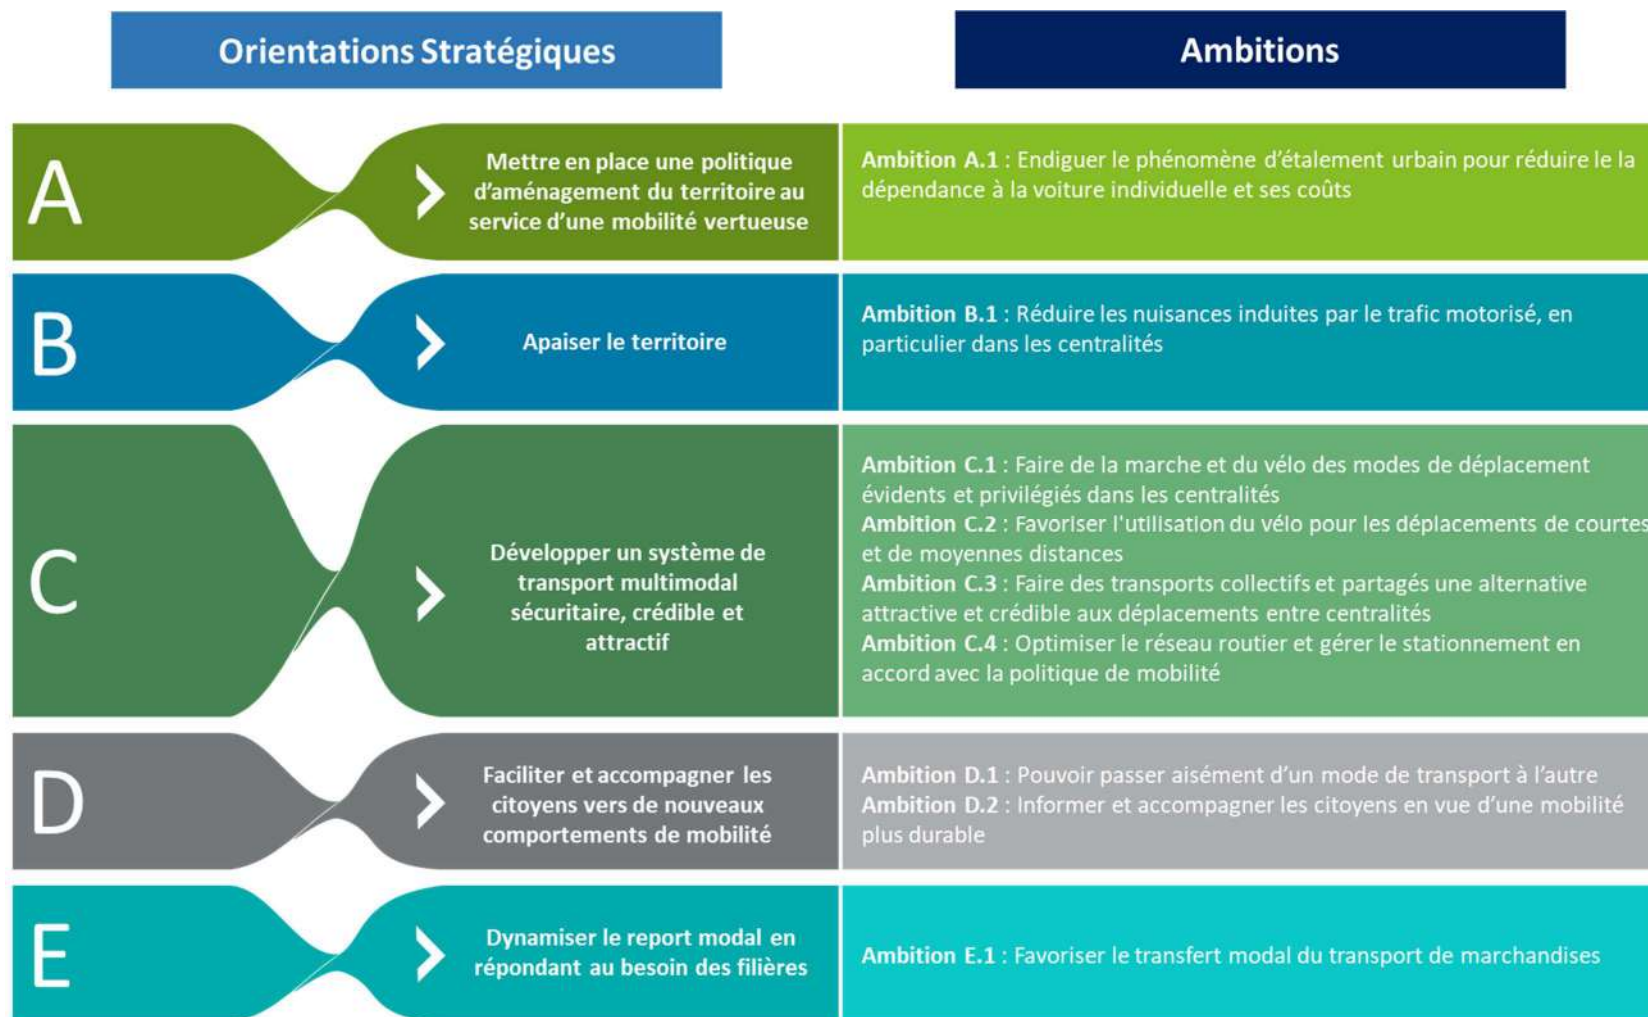 Orientations Stratégiques
Ambitions
A
Mettre en place une politique
d'aménagement du territoire au
service d'une mobilité vertueuse
Ambition A.1 : Endiguer le phénomène d'étalement urbain pour réduire le la
dépendance à la voiture individuelle et ses coûts
B
Apaiser le territoire
Ambition B.1 : Réduire les nuisances induites par le trafic motorisé, en
particulier dans les centralités
C
Développer un système de
transport multimodal
sécuritaire, crédible et
attractif
Ambition C.1 : Faire de la marche et du vélo des modes de déplacement
évidents et privilégiés dans les centralités
Ambition C.2 : Favoriser l'utilisation du vélo pour les déplacements de courtes
et de moyennes distances
Ambition C.3 : Faire des transports collectifs et partagés une alternative
attractive et crédible aux déplacements entre centralités
Ambition C.4 : Optimiser le réseau routier et gérer le stationnement en
accord avec la politique de mobilité
D
Faciliter et accompagner les
citoyens vers de nouveaux
comportements de mobilité
Ambition D.1 : Pouvoir passer aisément d'un mode de transport à l'autre
Ambition D.2 : Informer et accompagner les citoyens en vue d'une mobilité
plus durable
E
Dynamiser le report modal en
répondant au besoin des filières
Ambition E.1 : Favoriser le transfert modal du transport de marchandises